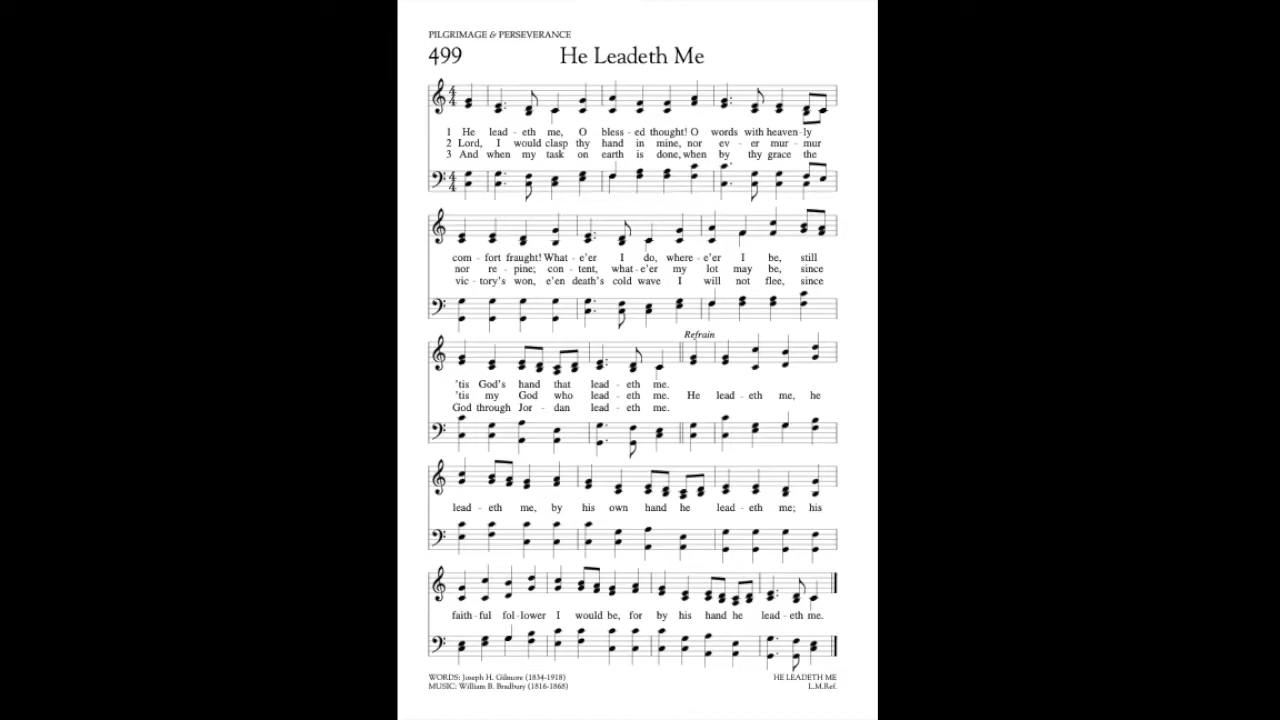 PILGRIMAGE & PERSEVERANCE
499 He Leadeth Me
1 He lead - eth me, O bless - ed thought! O words with heaven - ly
2 Lord, I would clasp thy hand in mine, nor ev - er mur - mur
3 And when my task on earth is done, when by thy grace the
com - fort fraught! What - e'er I do, where - e'er I be, still
nor re - pine; con - tent, what - e'er my lot may be, since
vic - tory's won, e'en death's cold wave I will not flee, since
Refrain
'tis God's hand that lead - eth me.
'tis my God who lead - eth me. He lead - eth me, he
God through Jor - dan lead - eth me.
lead - eth me, by his own hand he lead - eth me; his
faith - ful fol - lower I would be, for by his hand he lead - eth me.
WORDS: Joseph H. Gilmore (1834-1918) HE LEADETH ME
MUSIC: William B. Bradbury (1816-1868) L.M.Ref.